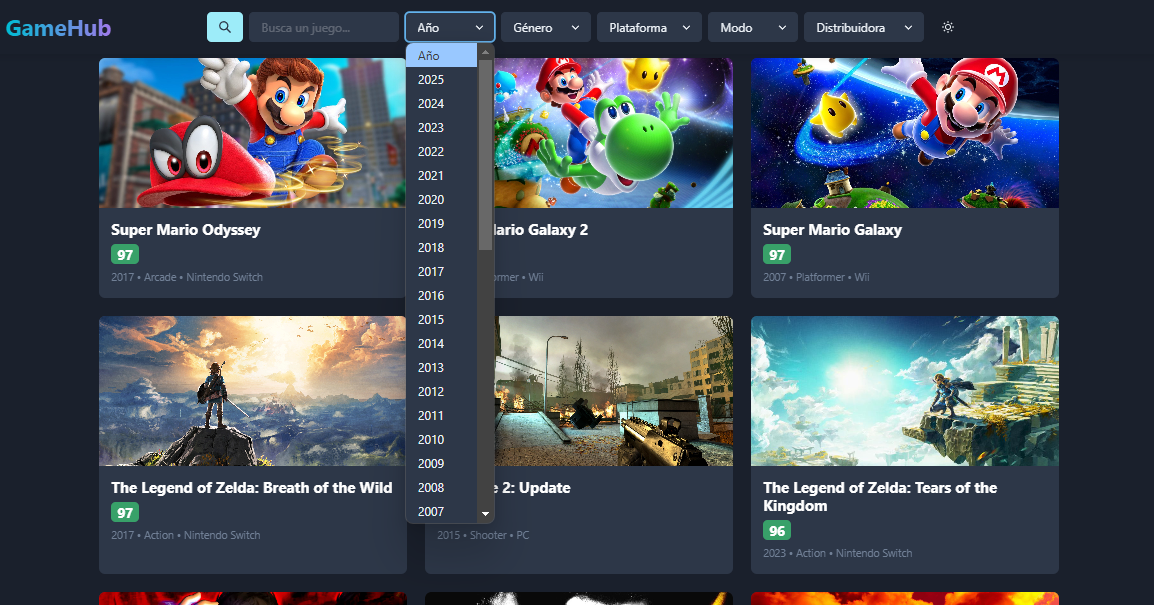 GameHub
Busca un juego...
Año
Género
Plataforma
Modo
Distribuidora
Año
2025
2024
2023
2022
2021
2020
2019
2018
2017
2016
2015
2014
2013
2012
2011
2010
2009
2008
2007
Super Mario Odyssey
97
2017 • Arcade • Nintendo Switch
ario Galaxy 2
ormer • Wii
Super Mario Galaxy
97
2007 • Platformer • Wii
The Legend of Zelda: Breath of the Wild
97
2017 • Action • Nintendo Switch
e 2: Update
2015 • Shooter • PC
The Legend of Zelda: Tears of the
Kingdom
96
2023 • Action • Nintendo Switch